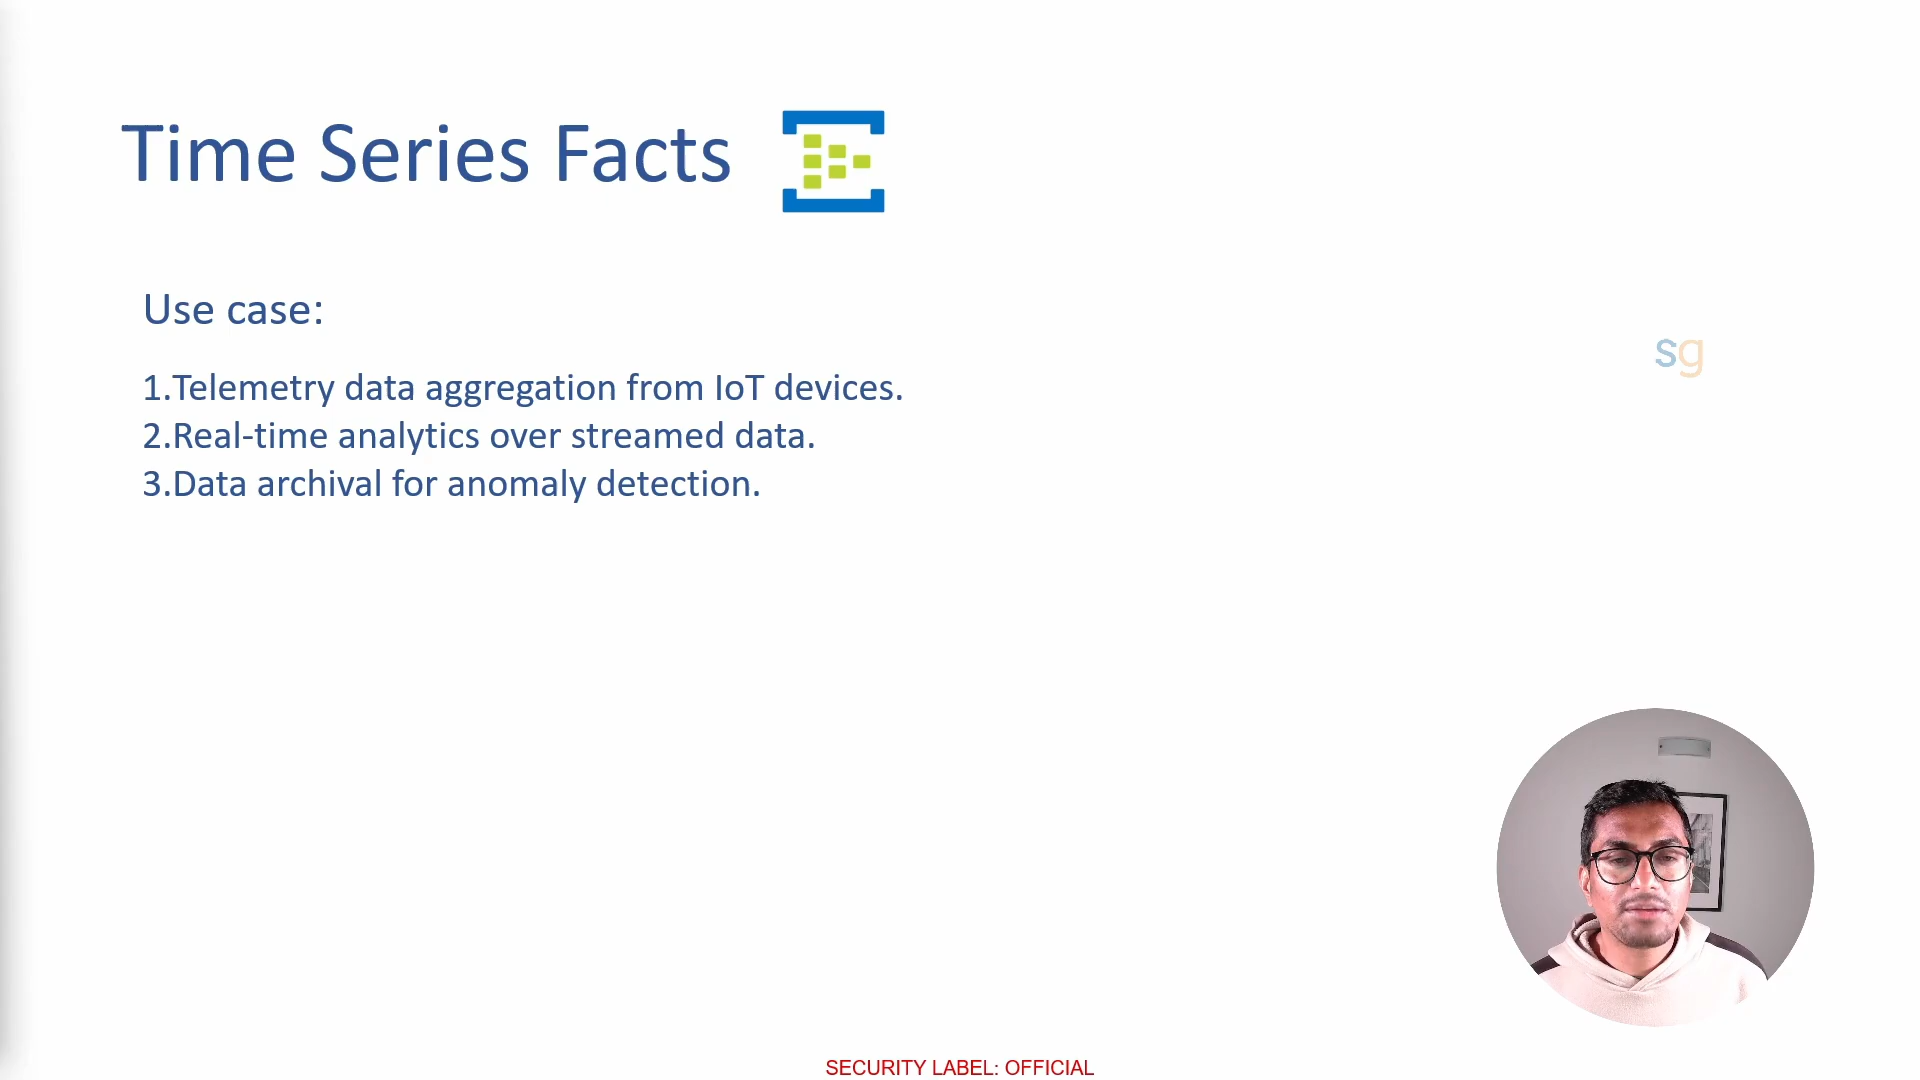 Time Series Facts
Use case:
sg
1.Telemetry data aggregation from IoT devices.
2.Real-time analytics over streamed data.
3.Data archival for anomaly detection.
SECURITY LABEL: OFFICIAL